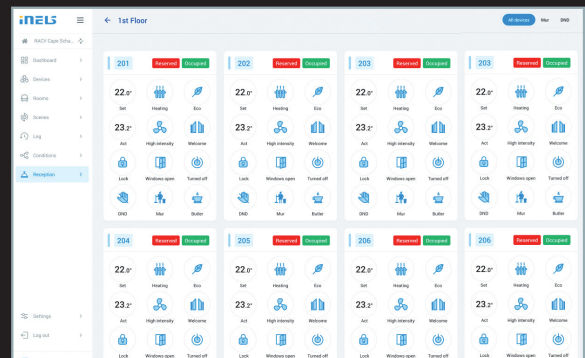 iNELS
← 1st Floor
All devices Mur DND
RACV Cape Scha...
Dashboard
Devices
Rooms
Scenes
Log
Conditions
Reception
Settings
Log out
201 Reserved Occupied
22.0° 
Set Heating Eco
23.2°
Act High intensity Welcome
Lock Windows open Turned off
DND Mur Butler
202 Reserved Occupied
22.0°
Set Heating Eco
23.2°
Act High intensity Welcome
Lock Windows open Turned off
DND Mur Butler
203 Reserved Occupied
22.0°
Set Heating Eco
23.2°
Act High intensity Welcome
Lock Windows open Turned off
DND Mur Butler
203 Reserved Occupied
22.0°
Set Heating Eco
23.2°
Act High intensity Welcome
Lock Windows open Turned off
DND Mur Butler
204 Reserved Occupied
22.0°
Set Heating Eco
23.2°
Act High intensity Welcome
Lock Windows open Turned off
205 Reserved Occupied
22.0°
Set Heating Eco
23.2°
Act High intensity Welcome
Lock Windows open Turned off
206 Reserved Occupied
22.0°
Set Heating Eco
23.2°
Act High intensity Welcome
Lock Windows open Turned off
206 Reserved Occupied
22.0°
Set Heating Eco
23.2°
Act High intensity Welcome
Lock Windows open Turned off